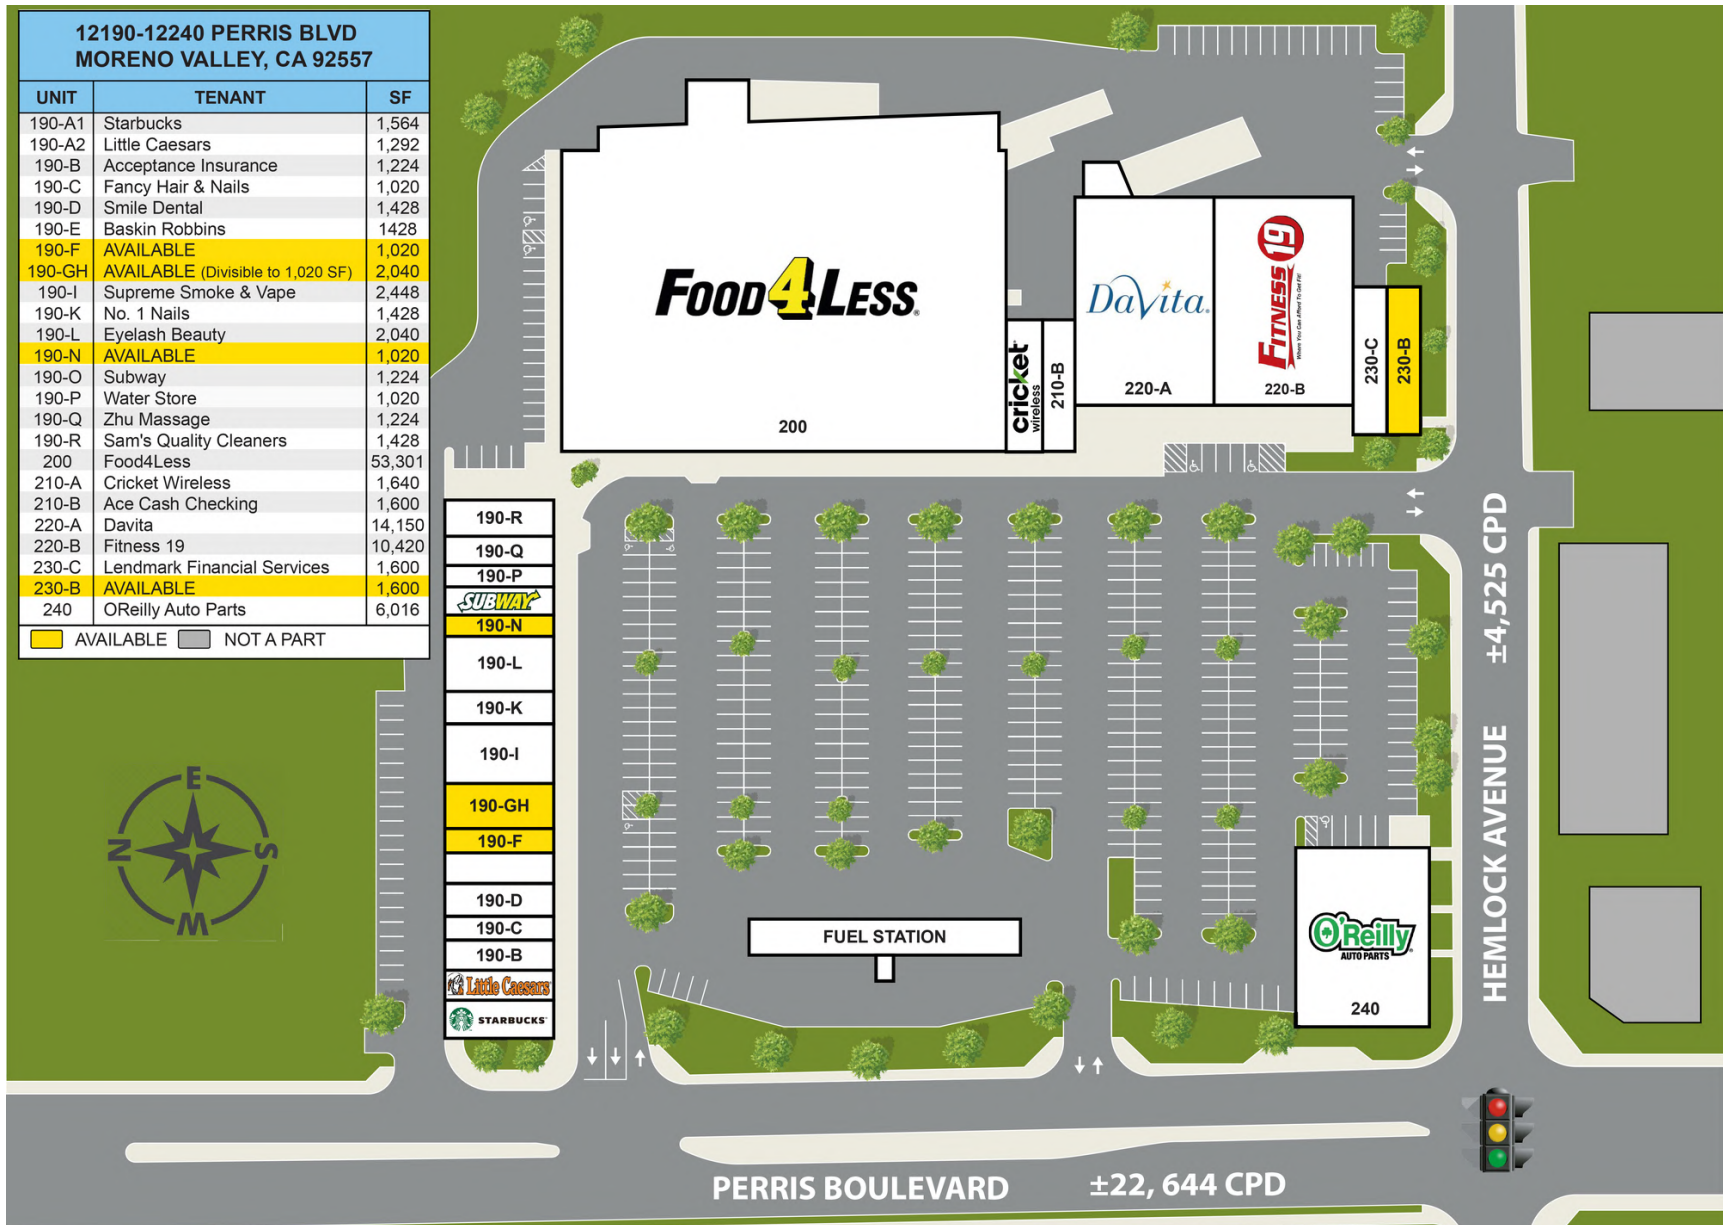 12190-12240 PERRIS BLVD
MORENO VALLEY, CA 92557
UNIT TENANT SF
190-A1 Starbucks 1,564
190-A2 Little Caesars 1,292
190-B Acceptance Insurance 1,224
190-C Fancy Hair & Nails 1,020
190-D Smile Dental 1,428
190-E Baskin Robbins 1428
190-F AVAILABLE 1,020
190-GH AVAILABLE (Divisible to 1,020 SF) 2,040
190-I Supreme Smoke & Vape 2,448
190-K No. 1 Nails 1,428
190-L Eyelash Beauty 2,040
190-N AVAILABLE 1,020
190-O Subway 1,224
190-P Water Store 1,020
190-Q Zhu Massage 1,224
190-R Sam's Quality Cleaners 1,428
200 Food4Less 53,301
210-A Cricket Wireless 1,640
210-B Ace Cash Checking 1,600
220-A Davita 14,150
220-B Fitness 19 10,420
230-C Lendmark Financial Services 1,600
230-B AVAILABLE 1,600
240 OReilly Auto Parts 6,016
AVAILABLE NOT A PART
FOOD4LESS
200
cricket
wireless
210-B
DaVita
220-A
FITNESS 19
Where You Can Afford To Get Fit!
220-B
230-C
230-B
190-R
190-Q
190-P
SUBWAY
190-N
190-L
190-K
190-I
190-GH
190-F
190-D
190-C
190-B
Little Caesars
STARBUCKS
E
N
S
W
FUEL STATION
O'Reilly
AUTO PARTS
240
HEMLOCK AVENUE ±4,525 CPD
PERRIS BOULEVARD ±22, 644 CPD